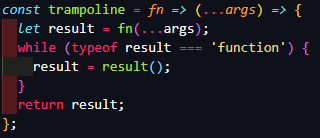 const trampoline = fn => (...args) => {
  let result = fn(...args);
  while (typeof result === 'function') {
    result = result();
  }
  return result;
};